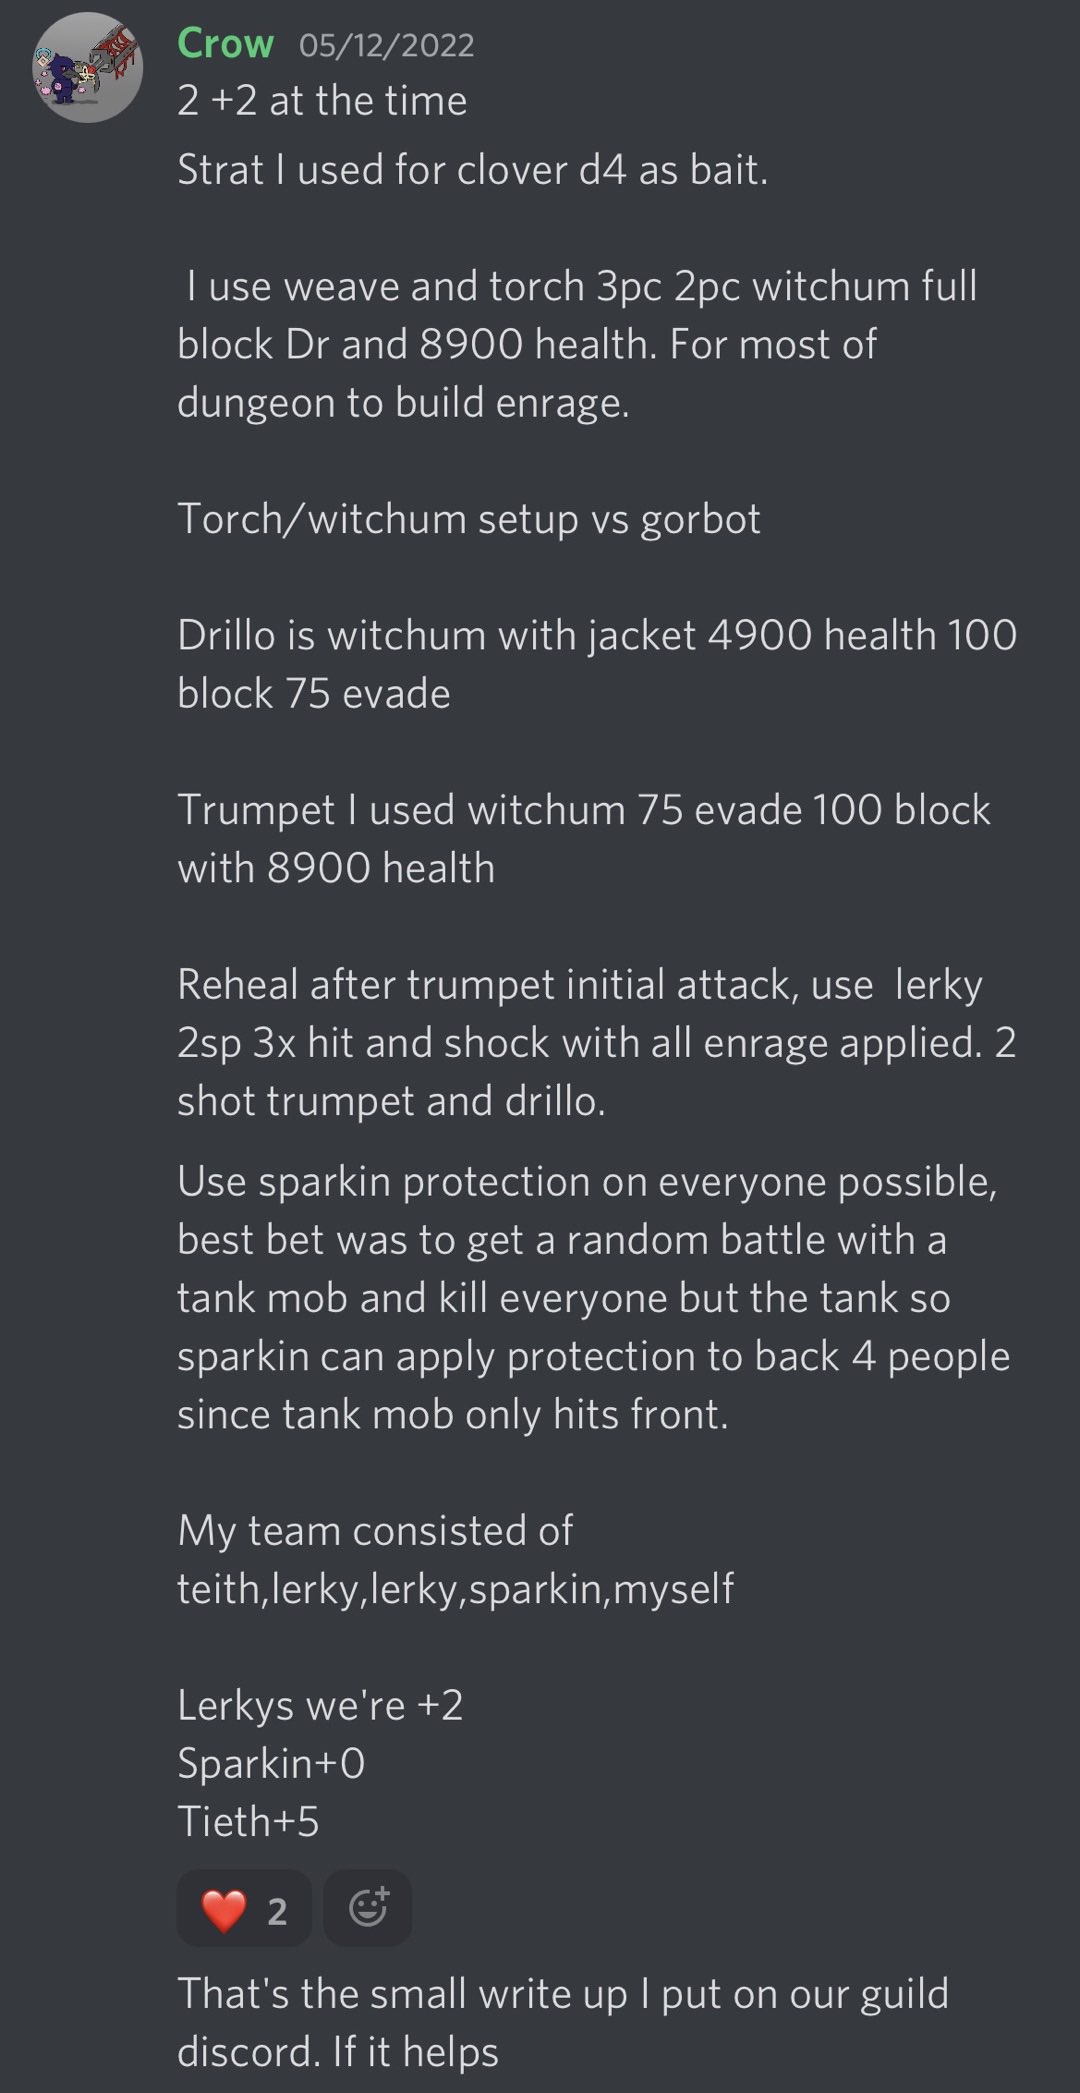 Crow 05/12/2022
2 +2 at the time
Strat I used for clover d4 as bait.
I use weave and torch 3pc 2pc witchum full
block Dr and 8900 health. For most of
dungeon to build enrage.
Torch/witchum setup vs gorbot
Drillo is witchum with jacket 4900 health 100
block 75 evade
Trumpet I used witchum 75 evade 100 block
with 8900 health
Reheal after trumpet initial attack, use  lerky
2sp 3x hit and shock with all enrage applied. 2
shot trumpet and drillo.
Use sparkin protection on everyone possible,
best bet was to get a random battle with a
tank mob and kill everyone but the tank so
sparkin can apply protection to back 4 people
since tank mob only hits front.
My team consisted of
teith,lerky,lerky,sparkin,myself
Lerkys we're +2
Sparkin+0
Tieth+5
2
That's the small write up I put on our guild
discord. If it helps